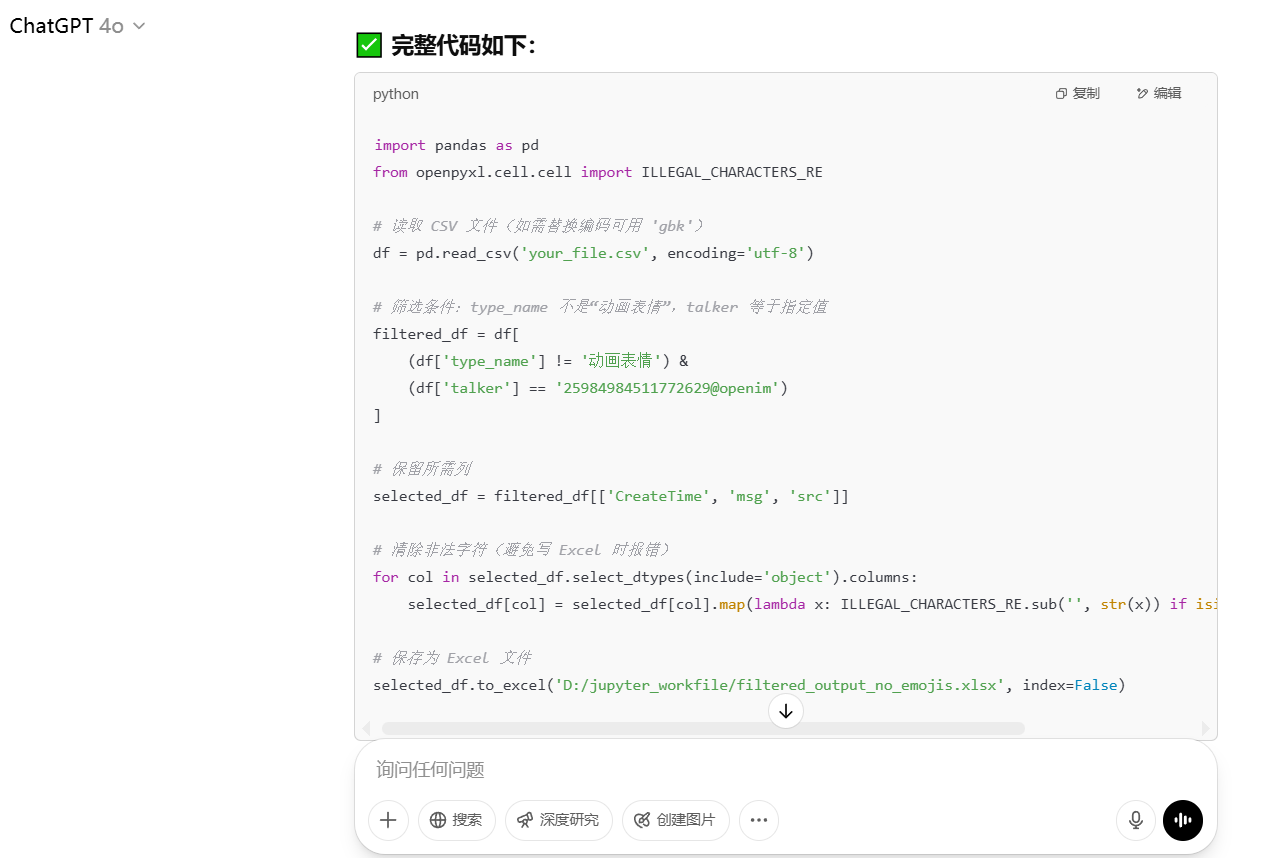 ChatGPT 4o
✅ 完整代码如下：
python
复制
编辑
import pandas as pd
from openpyxl.cell.cell import ILLEGAL_CHARACTERS_RE
# 读取 CSV 文件（如需替换编码可用 'gbk'）
df = pd.read_csv('your_file.csv', encoding='utf-8')
# 筛选条件：type_name 不是“动画表情”，talker 等于指定值
filtered_df = df[
    (df['type_name'] != '动画表情') &
    (df['talker'] == '25984984511772629@openim')
]
# 保留所需列
selected_df = filtered_df[['CreateTime', 'msg', 'src']]
# 清除非法字符（避免写 Excel 时报错）
for col in selected_df.select_dtypes(include='object').columns:
    selected_df[col] = selected_df[col].map(lambda x: ILLEGAL_CHARACTERS_RE.sub('', str(x)) if isi
# 保存为 Excel 文件
selected_df.to_excel('D:/jupyter_workfile/filtered_output_no_emojis.xlsx', index=False)
询问任何问题
搜索
深度研究
创建图片